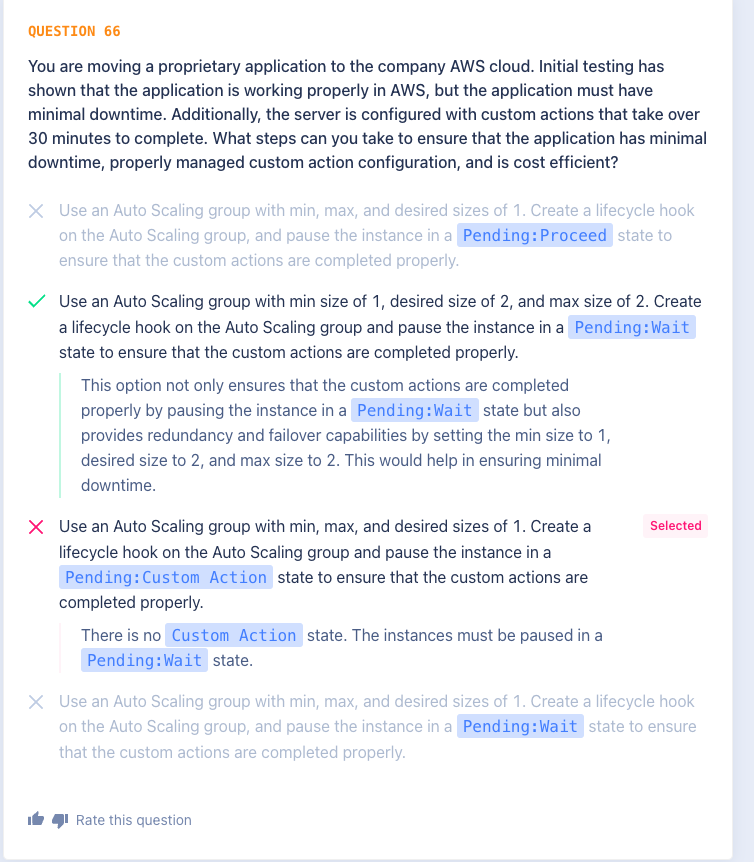 QUESTION 66
You are moving a proprietary application to the company AWS cloud. Initial testing has
shown that the application is working properly in AWS, but the application must have
minimal downtime. Additionally, the server is configured with custom actions that take over
30 minutes to complete. What steps can you take to ensure that the application has minimal
downtime, properly managed custom action configuration, and is cost efficient?
Use an Auto Scaling group with min, max, and desired sizes of 1. Create a lifecycle hook
on the Auto Scaling group, and pause the instance in a Pending:Proceed state to
ensure that the custom actions are completed properly.
Use an Auto Scaling group with min size of 1, desired size of 2, and max size of 2. Create
a lifecycle hook on the Auto Scaling group and pause the instance in a Pending:Wait
state to ensure that the custom actions are completed properly.
This option not only ensures that the custom actions are completed
properly by pausing the instance in a Pending:Wait state but also
provides redundancy and failover capabilities by setting the min size to 1,
desired size to 2, and max size to 2. This would help in ensuring minimal
downtime.
Use an Auto Scaling group with min, max, and desired sizes of 1. Create a Selected
lifecycle hook on the Auto Scaling group and pause the instance in a
Pending:Custom Action state to ensure that the custom actions are
completed properly.
There is no Custom Action state. The instances must be paused in a
Pending:Wait state.
Use an Auto Scaling group with min, max, and desired sizes of 1. Create a lifecycle hook
on the Auto Scaling group, and pause the instance in a Pending:Wait state to ensure
that the custom actions are completed properly.
Rate this question